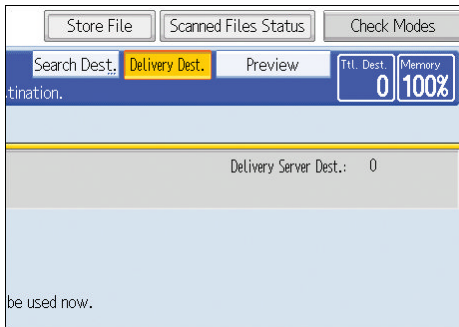 Store File Scanned Files Status Check Modes
Search Dest. Delivery Dest. Preview Ttl. Dest. Memory
tination. 0 100%
Delivery Server Dest.: 0
be used now.